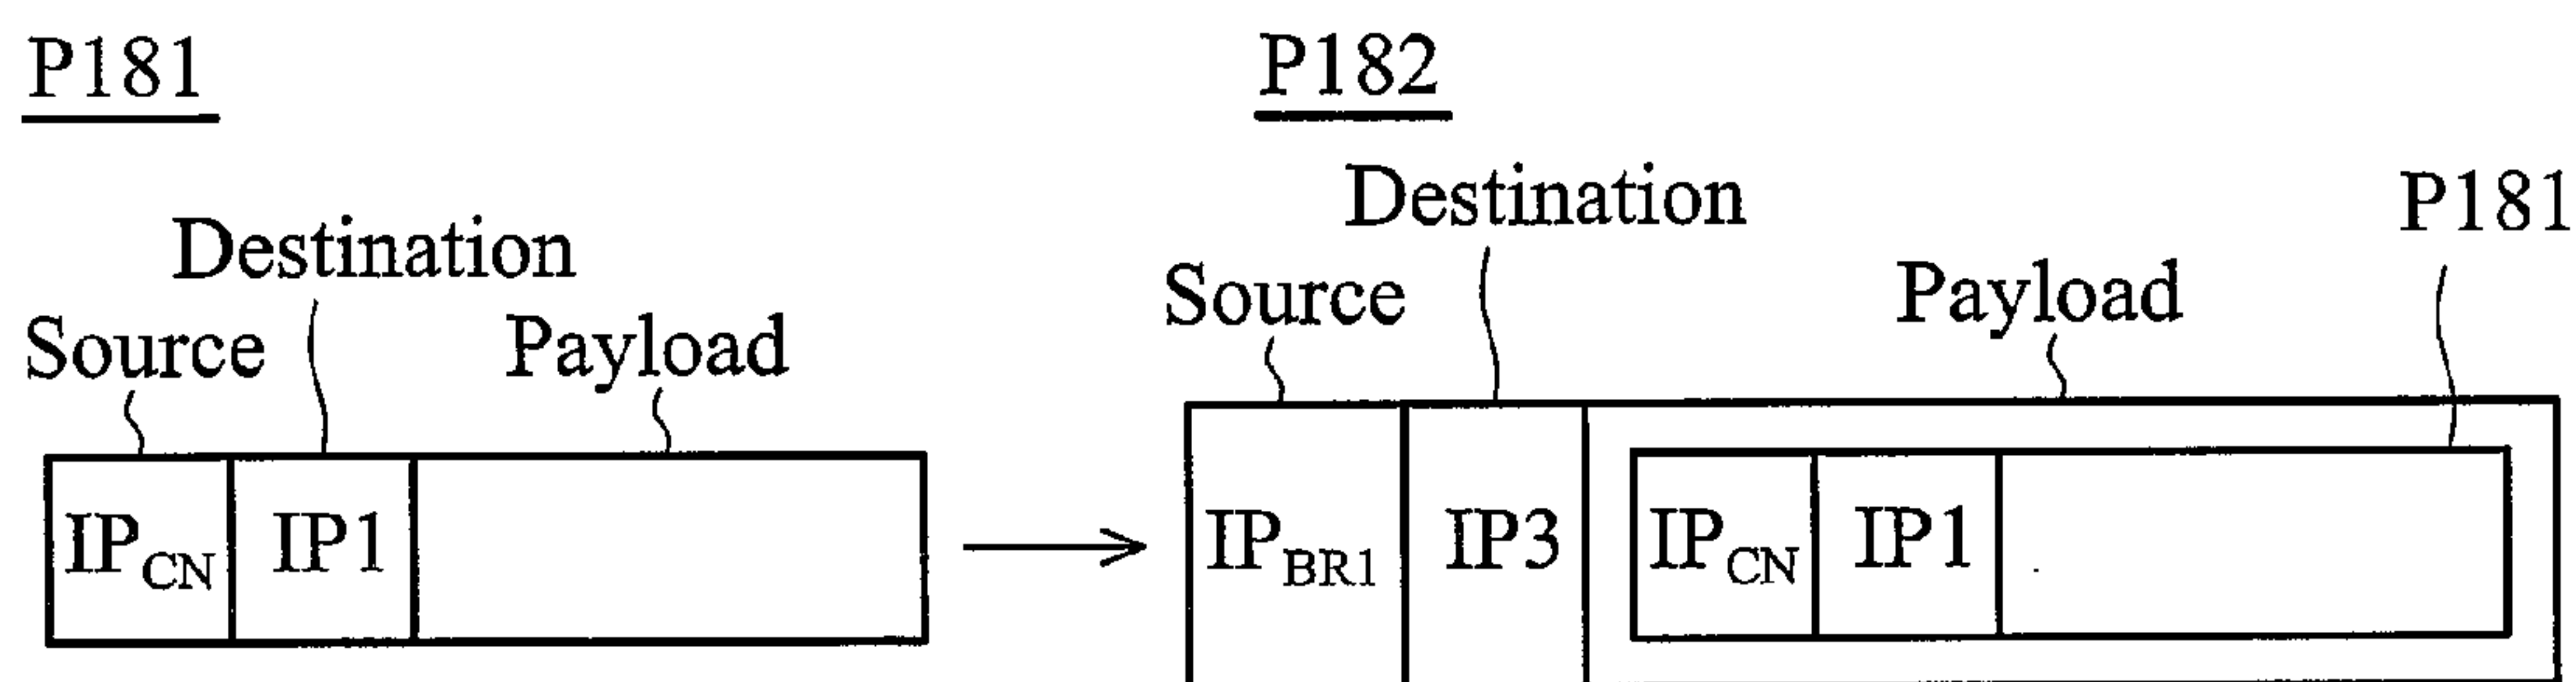 P181
Destination
Source
Payload
IPCN IP1
P182
Destination
P181
Source
Payload
IPBR1 IP3 IPCN IP1